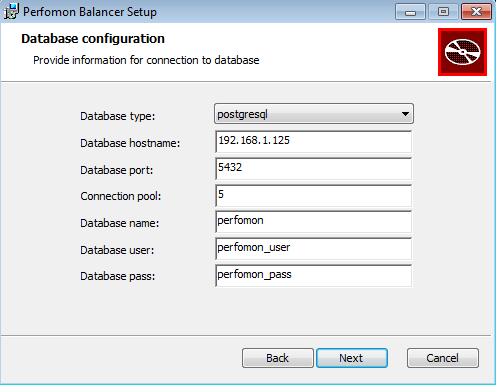 Perfomon Balancer Setup
Database configuration
Provide information for connection to database
Database type: postgresql
Database hostname: 192.168.1.125
Database port: 5432
Connection pool: 5
Database name: perfomon
Database user: perfomon_user
Database pass: perfomon_pass
Back Next Cancel